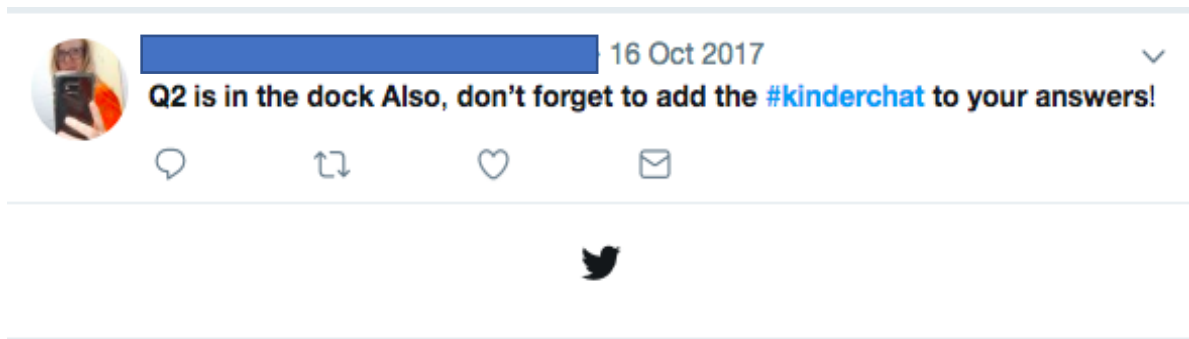 16 Oct 2017
Q2 is in the dock Also, don’t forget to add the #kinderchat to your answers!